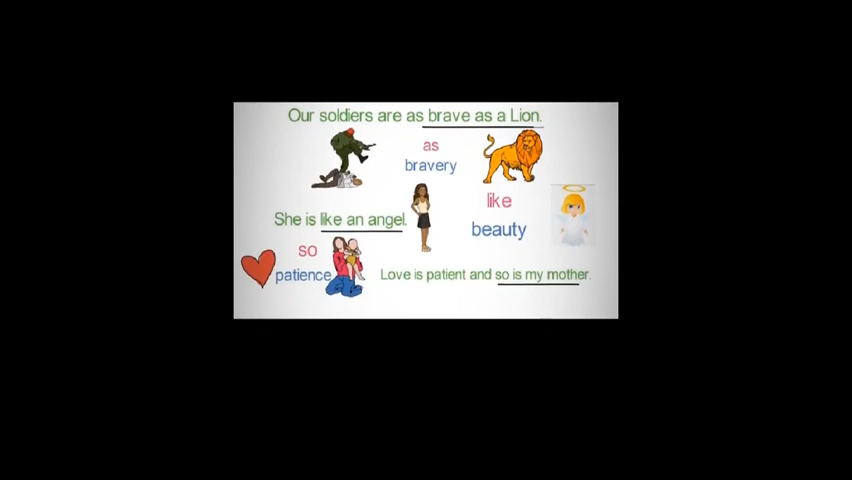 Our soldiers are as brave as a Lion.
as
bravery
like
She is like an angel.
beauty
so
patience
Love is patient and so is my mother.